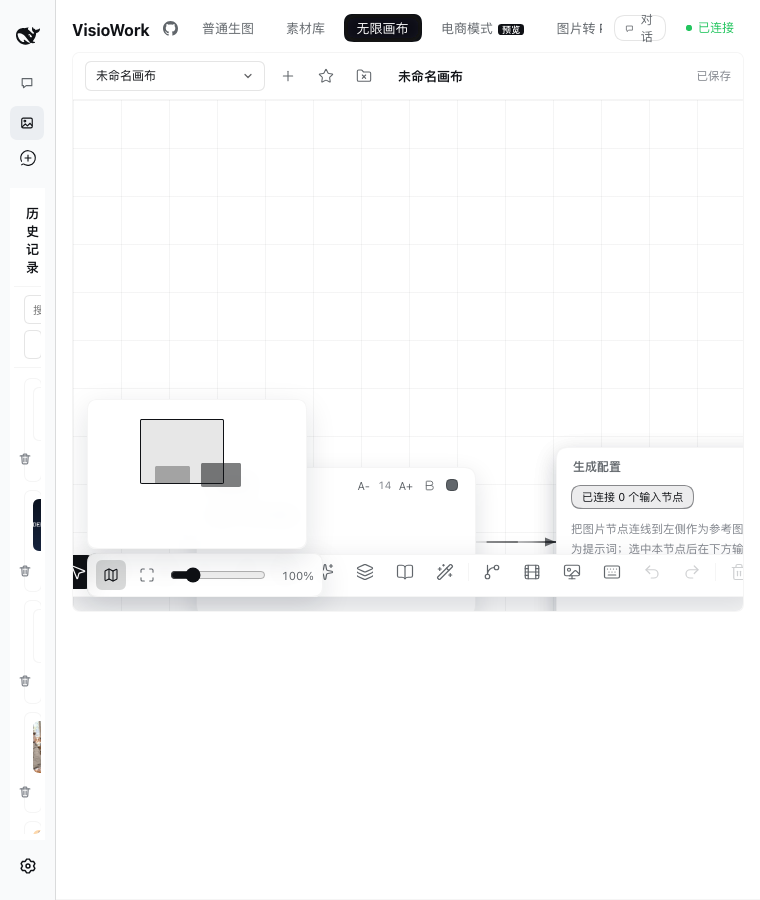 VisioWork
普通生图
素材库
无限画布
电商模式 预览
图片转
对话
已连接
未命名画布
未命名画布
已保存
历史记录
搜
A- 14 A+ B
生成配置
已连接 0 个输入节点
把图片节点连线到左侧作为参考图
为提示词；选中本节点后在下方输
100%